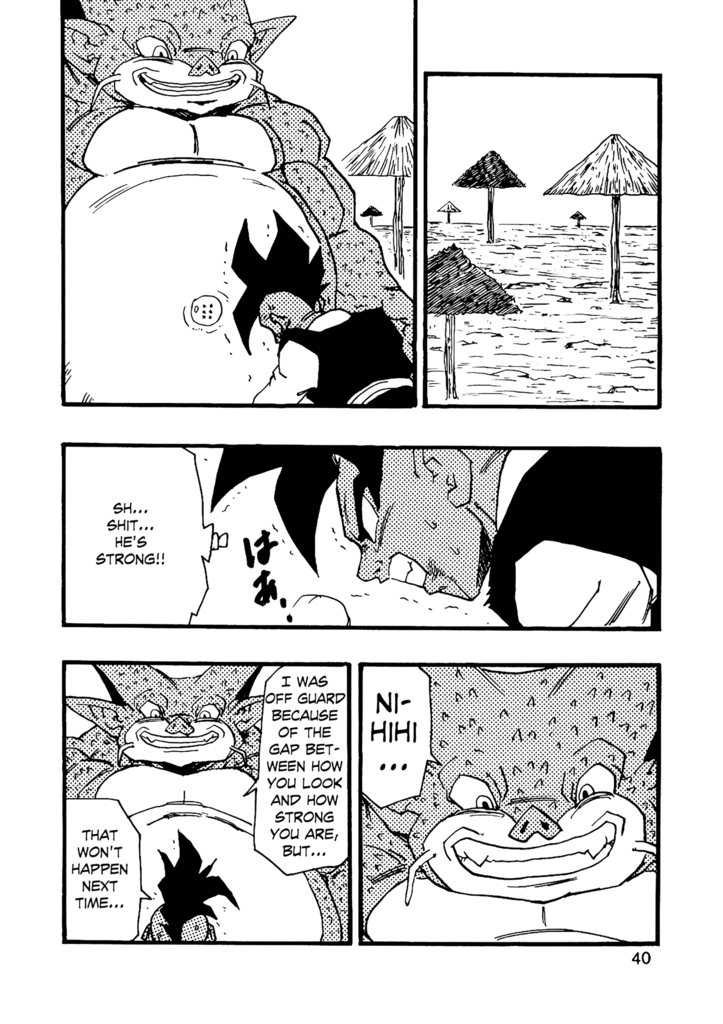 はあ、
SH...
SHIT...
HE'S
STRONG!!
NI-
HIHI
...
I WAS
OFF GUARD
BECAUSE
OF THE
GAP BET-
WEEN HOW
YOU LOOK
AND HOW
STRONG
YOU ARE,
BUT...
THAT
WON'T
HAPPEN
NEXT
TIME...
40